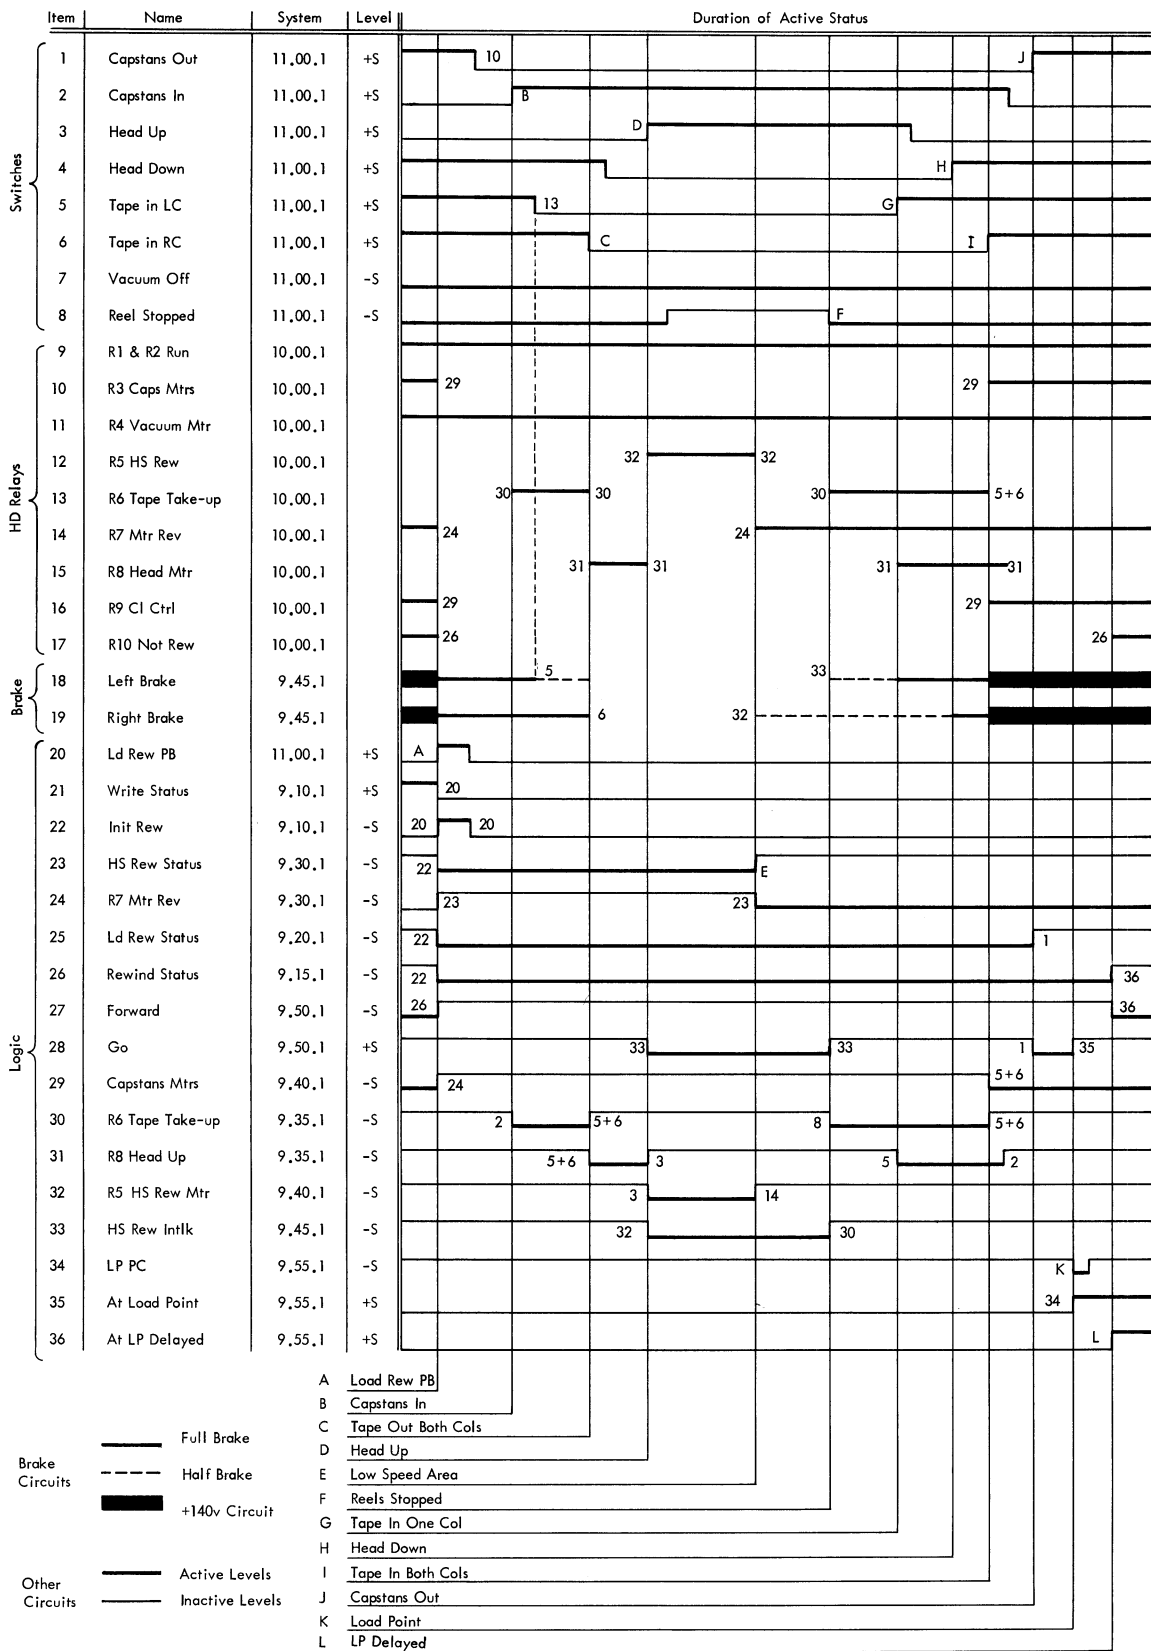 Item Name System Level Duration of Active Status
Switches
1 Capstans Out 11.00.1 +S 10 J
2 Capstans In 11.00.1 +S B
3 Head Up 11.00.1 +S D
4 Head Down 11.00.1 +S H
5 Tape in LC 11.00.1 +S 13 G
6 Tape in RC 11.00.1 +S C I
7 Vacuum Off 11.00.1 -S
8 Reel Stopped 11.00.1 -S F
HD Relays
9 R1 & R2 Run 10.00.1
10 R3 Caps Mtrs 10.00.1 29 29
11 R4 Vacuum Mtr 10.00.1
12 R5 HS Rew 10.00.1 32 32
13 R6 Tape Take-up 10.00.1 30 30 30 5+6
14 R7 Mtr Rev 10.00.1 24 24
15 R8 Head Mtr 10.00.1 31 31 31 31
16 R9 Cl Ctrl 10.00.1 29 29
17 R10 Not Rew 10.00.1 26 26
Brake
18 Left Brake 9.45.1 5 33
19 Right Brake 9.45.1 6 32
Logic
20 Ld Rew PB 11.00.1 +S A
21 Write Status 9.10.1 +S 20
22 Init Rew 9.10.1 -S 20 20
23 HS Rew Status 9.30.1 -S 22 E
24 R7 Mtr Rev 9.30.1 -S 23 23
25 Ld Rew Status 9.20.1 -S 22 1
26 Rewind Status 9.15.1 -S 22 36
27 Forward 9.50.1 -S 26 36
28 Go 9.50.1 +S 33 33 1 35
29 Capstans Mtrs 9.40.1 -S 24 5+6
30 R6 Tape Take-up 9.35.1 -S 2 5+6 8 5+6
31 R8 Head Up 9.35.1 -S 5+6 3 5 2
32 R5 HS Rew Mtr 9.40.1 -S 3 14
33 HS Rew Intlk 9.45.1 -S 32 30
34 LP PC 9.55.1 -S K
35 At Load Point 9.55.1 +S 34
36 At LP Delayed 9.55.1 +S L
A Load Rew PB
B Capstans In
C Tape Out Both Cols
D Head Up
E Low Speed Area
F Reels Stopped
G Tape In One Col
H Head Down
I Tape In Both Cols
J Capstans Out
K Load Point
L LP Delayed
Brake Circuits
Full Brake
Half Brake
+140v Circuit
Other Circuits
Active Levels
Inactive Levels